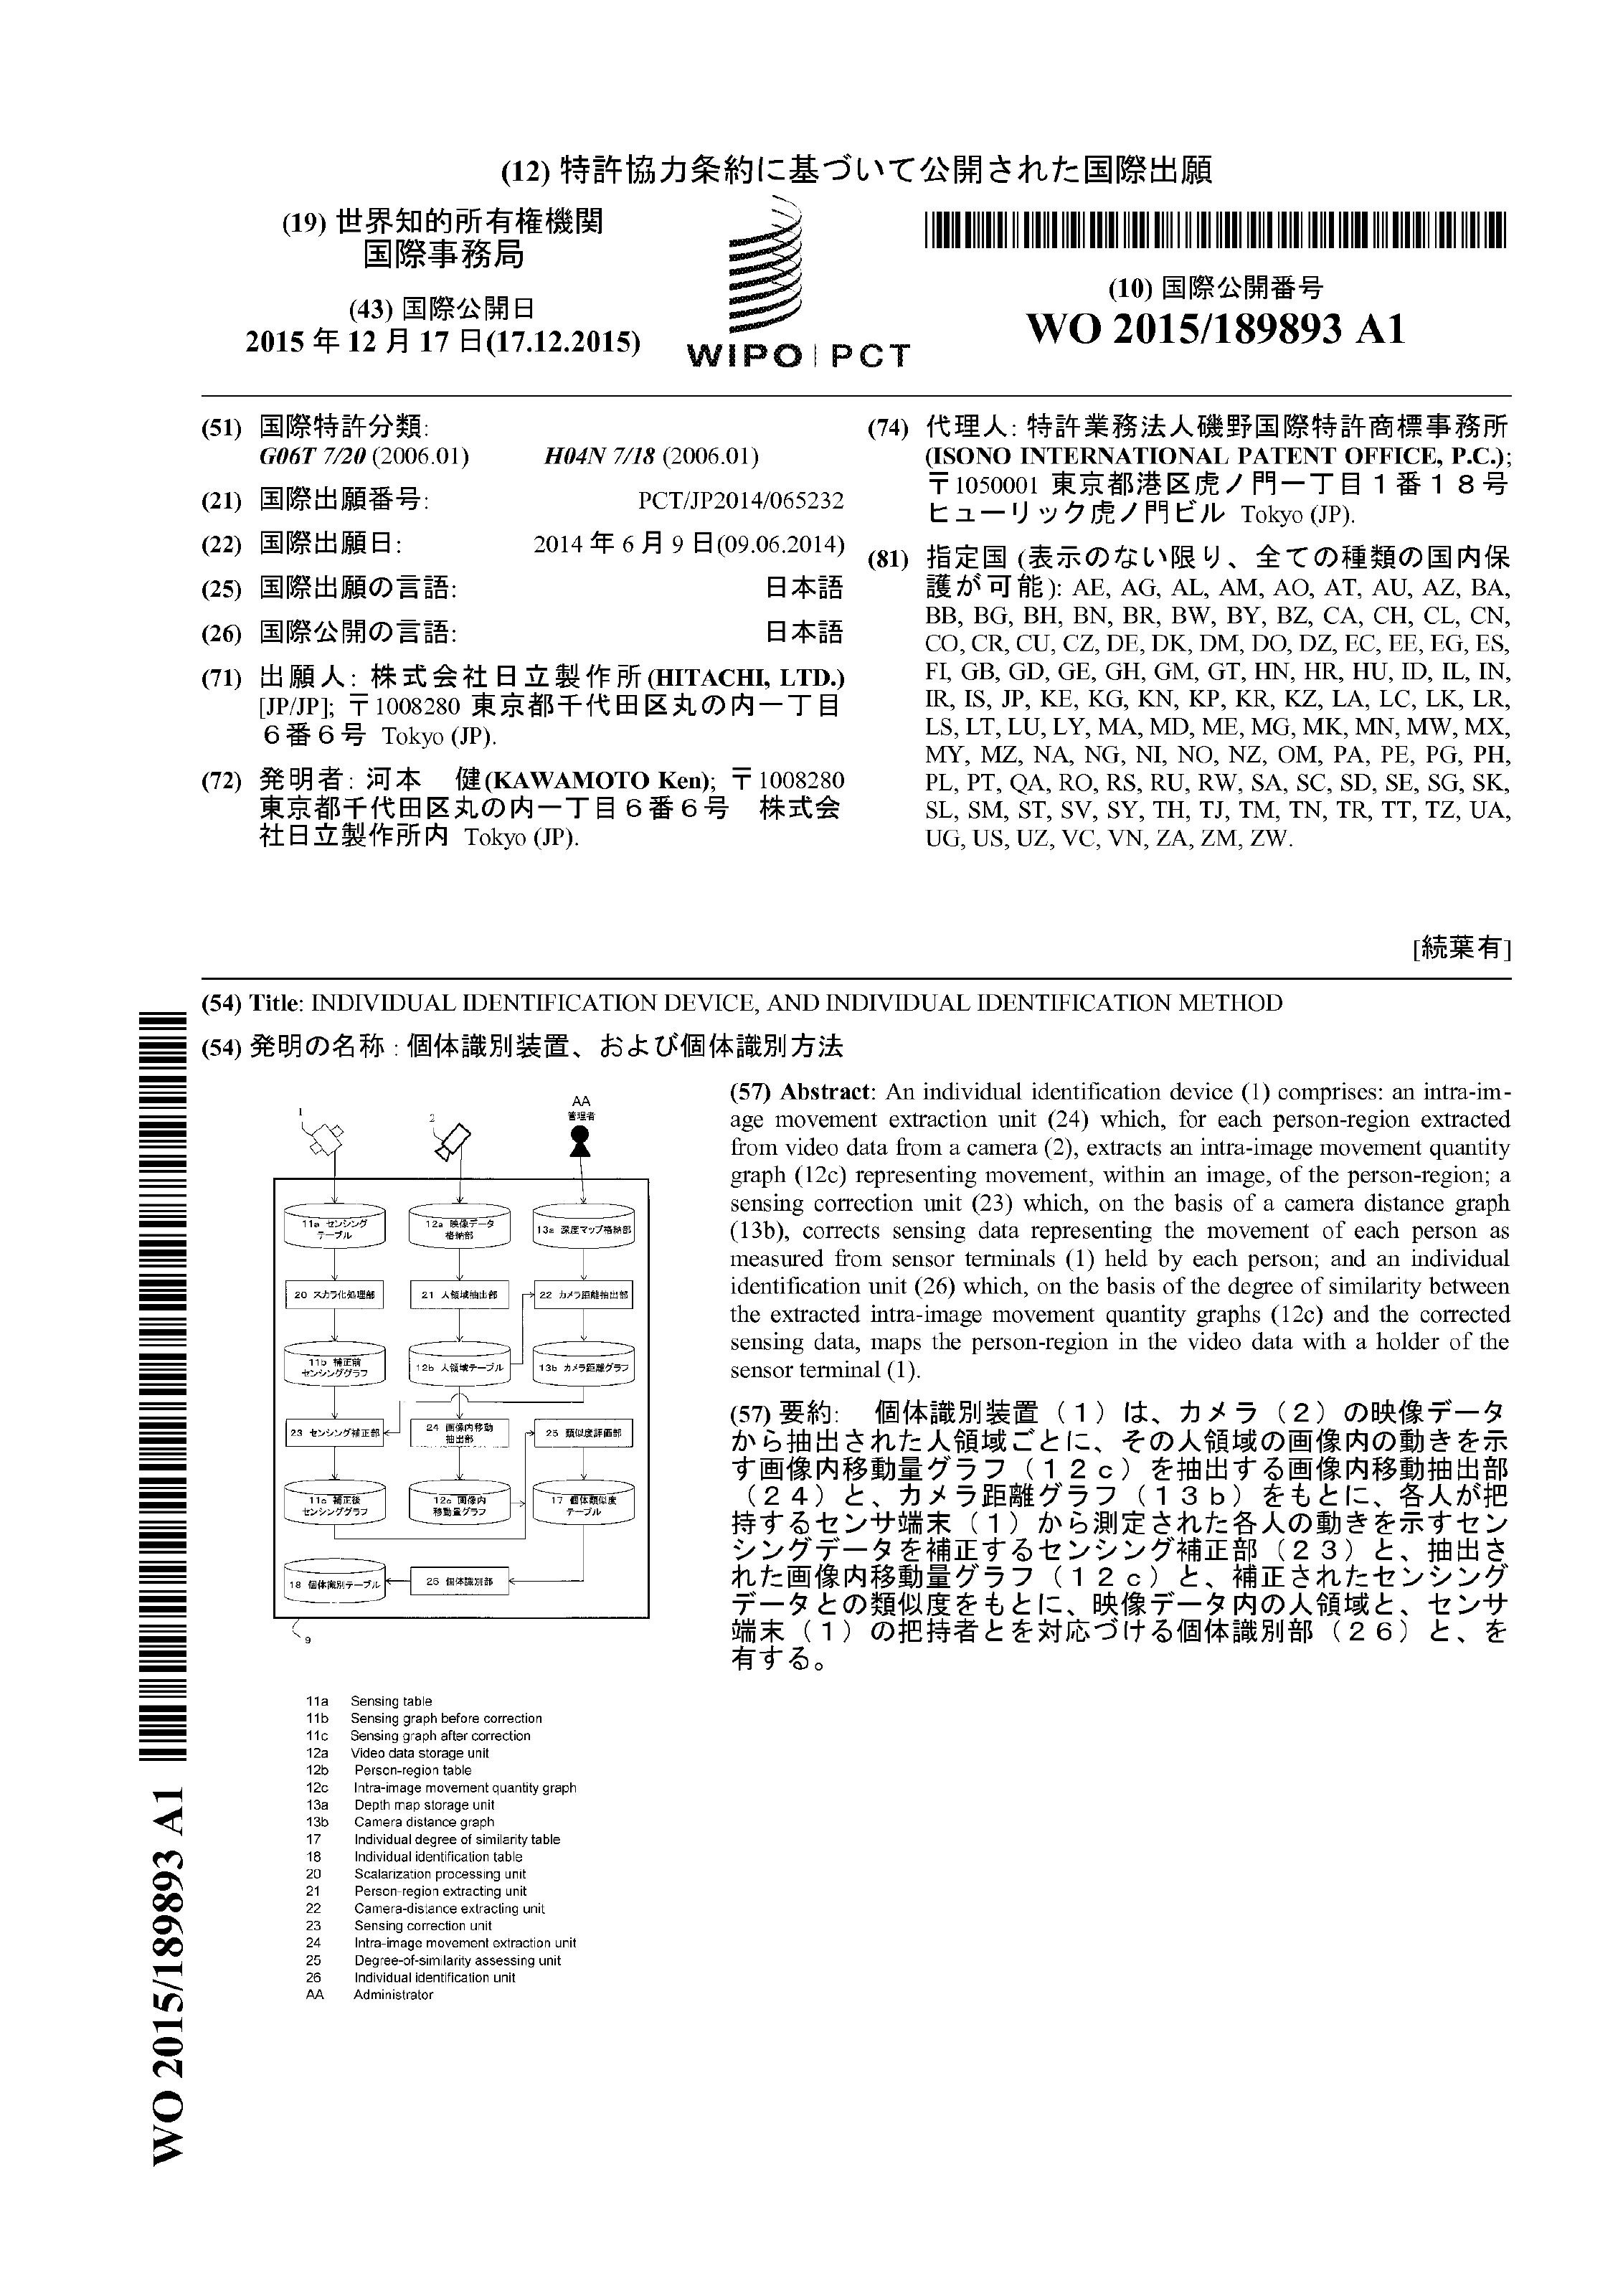 (12) 特許協力条約に基づいて公開された国際出願
(19) 世界知的所有権機関
国際事務局
(43) 国際公開日
2015 年 12 月 17 日(17.12.2015)
WIPO | PCT
(10) 国際公開番号
WO 2015/189893 A1
(51) 国際特許分類:
G06T 7/20 (2006.01) H04N 7/18 (2006.01)
(21) 国際出願番号: PCT/JP2014/065232
(22) 国際出願日: 2014 年 6 月 9 日(09.06.2014)
(25) 国際出願の言語: 日本語
(26) 国際公開の言語: 日本語
(71) 出願人: 株式会社日立製作所(HITACHI, LTD.)
[JP/JP]; 〒1008280 東京都千代田区丸の内一丁目
6番6号 Tokyo (JP).
(72) 発明者: 河本 健(KAWAMOTO Ken); 〒1008280
東京都千代田区丸の内一丁目6番6号 株式会
社日立製作所内 Tokyo (JP).
(74) 代理人: 特許業務法人磯野国際特許商標事務所
(ISONO INTERNATIONAL PATENT OFFICE, P.C.);
〒1050001 東京都港区虎ノ門一丁目1番18号
ヒューリック虎ノ門ビル Tokyo (JP).
(81) 指定国 (表示のない限り、全ての種類の国内保
護が可能): AE, AG, AL, AM, AO, AT, AU, AZ, BA,
BB, BG, BH, BN, BR, BW, BY, BZ, CA, CH, CL, CN,
CO, CR, CU, CZ, DE, DK, DM, DO, DZ, EC, EE, EG, ES,
FI, GB, GD, GE, GH, GM, GT, HN, HR, HU, ID, IL, IN,
IR, IS, JP, KE, KG, KN, KP, KR, KZ, LA, LC, LK, LR,
LS, LT, LU, LY, MA, MD, ME, MG, MK, MN, MW, MX,
MY, MZ, NA, NG, NI, NO, NZ, OM, PA, PE, PG, PH,
PL, PT, QA, RO, RS, RU, RW, SA, SC, SD, SE, SG, SK,
SL, SM, ST, SV, SY, TH, TJ, TM, TN, TR, TT, TZ, UA,
UG, US, UZ, VC, VN, ZA, ZM, ZW.
[続葉有]
(54) Title: INDIVIDUAL IDENTIFICATION DEVICE, AND INDIVIDUAL IDENTIFICATION METHOD
(54) 発明の名称 : 個体識別装置、および個体識別方法
1
2
AA
管理者
11a センシング
テーブル
12a 映像データ
格納部
13a 深度マップ格納部
20 スカラ化処理部
21 人領域抽出部
22 カメラ距離抽出部
11b 補正前
センシンググラフ
12b 人領域テーブル
13b カメラ距離グラフ
23 センシング補正部
24 画像内移動
抽出部
25 類似度評価部
11c 補正後
センシンググラフ
12c 画像内
移動量グラフ
17 個体類似度
テーブル
18 個体識別テーブル
26 個体識別部
9
11a Sensing table
11b Sensing graph before correction
11c Sensing graph after correction
12a Video data storage unit
12b Person-region table
12c Intra-image movement quantity graph
13a Depth map storage unit
13b Camera distance graph
17 Individual degree of similarity table
18 Individual identification table
20 Scalarization processing unit
21 Person-region extracting unit
22 Camera-distance extracting unit
23 Sensing correction unit
24 Intra-image movement extraction unit
25 Degree-of-similarity assessing unit
26 Individual identification unit
AA Administrator
(57) Abstract: An individual identification device (1) comprises: an intra-im-
age movement extraction unit (24) which, for each person-region extracted
from video data from a camera (2), extracts an intra-image movement quantity
graph (12c) representing movement, within an image, of the person-region; a
sensing correction unit (23) which, on the basis of a camera distance graph
(13b), corrects sensing data representing the movement of each person as
measured from sensor terminals (1) held by each person; and an individual
identification unit (26) which, on the basis of the degree of similarity between
the extracted intra-image movement quantity graphs (12c) and the corrected
sensing data, maps the person-region in the video data with a holder of the
sensor terminal (1).
(57) 要約: 個体識別装置(1)は、カメラ(2)の映像データ
から抽出された人領域ごとに、その人領域の画像内の動きを示
す画像内移動量グラフ(12c)を抽出する画像内移動抽出部
(24)と、カメラ距離グラフ(13b)をもとに、各人が把
持するセンサ端末(1)から測定された各人の動きを示すセン
シングデータを補正するセンシング補正部(23)と、抽出さ
れた画像内移動量グラフ(12c)と、補正されたセンシング
データとの類似度をもとに、映像データ内の人領域と、センサ
端末(1)の把持者とを対応づける個体識別部(26)と、を
有する。
WO 2015/189893 A1